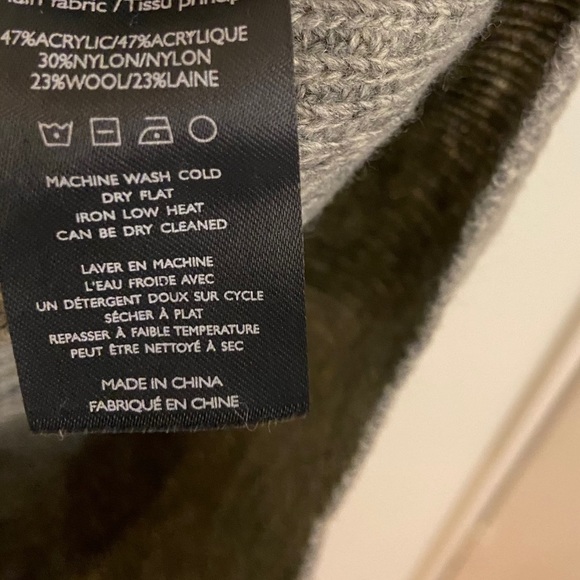 fabric / Tissu
47%ACRYLIC/47%ACRYLIQUE
30%NYLON/NYLON
23%WOOL/23%LAINE
MACHINE WASH COLD
DRY FLAT
IRON LOW HEAT
CAN BE DRY CLEANED
LAVER EN MACHINE
L'EAU FROIDE AVEC
UN DÉTERGENT DOUX SUR CYCLE
SÉCHER À PLAT
REPASSER À FAIBLE TEMPERATURE
PEUT ÊTRE NETTOYÉ À SEC
MADE IN CHINA
FABRIQUÉ EN CHINE